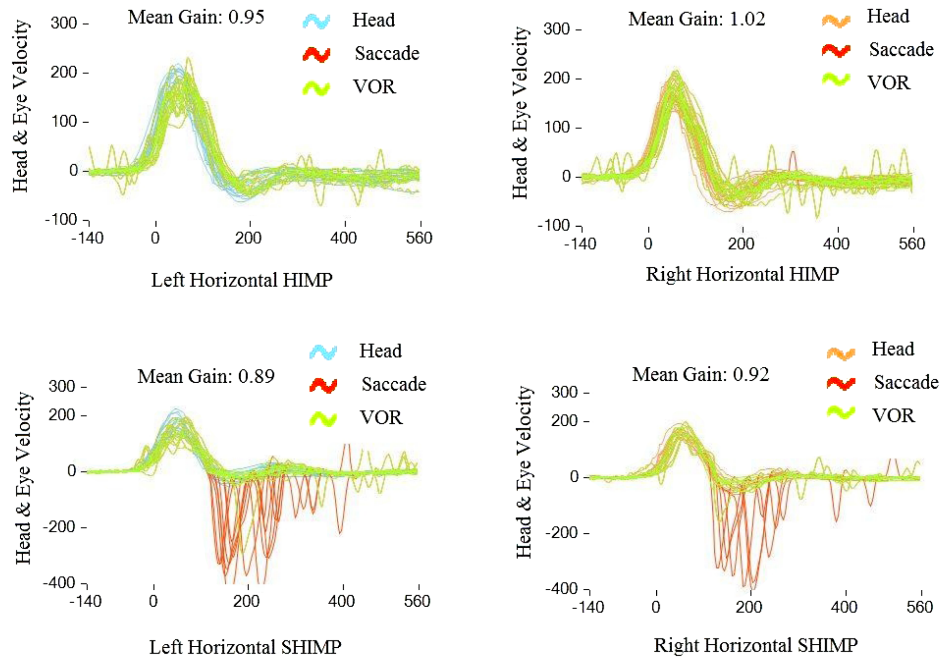 Mean Gain: 0.95
Head
Saccade
VOR
Head & Eye Velocity
300
200
100
0
-100
-140
0
200
400
560
Left Horizontal HIMP
Mean Gain: 1.02
Head
Saccade
VOR
Head & Eye Velocity
300
200
100
0
-100
-140
0
200
400
560
Right Horizontal HIMP
Mean Gain: 0.89
Head
Saccade
VOR
Head & Eye Velocity
300
200
0
-200
-400
-140
0
200
400
560
Left Horizontal SHIMP
Mean Gain: 0.92
Head
Saccade
VOR
Head & Eye Velocity
300
200
0
-200
-400
-140
0
200
400
560
Right Horizontal SHIMP